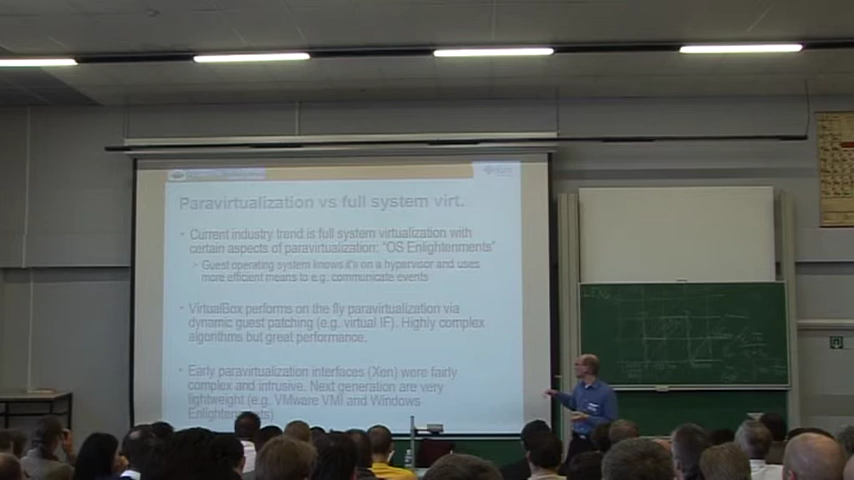 Paravirtualization vs full system virt.
Current industry trend is full system virtualization with
certain aspects of paravirtualization: "OS Enlightenments"
Guest operating system knows it's on a hypervisor and uses
more efficient means to e.g. communicate events
VirtualBox performs on the fly paravirtualization via
dynamic guest patching (e.g. virtual IF). Highly complex
algorithms but great performance.
Early paravirtualization interfaces (Xen) were fairly
complex and intrusive. Next generation are very
lightweight (e.g. VMware VMI and Windows
Enlightenments)